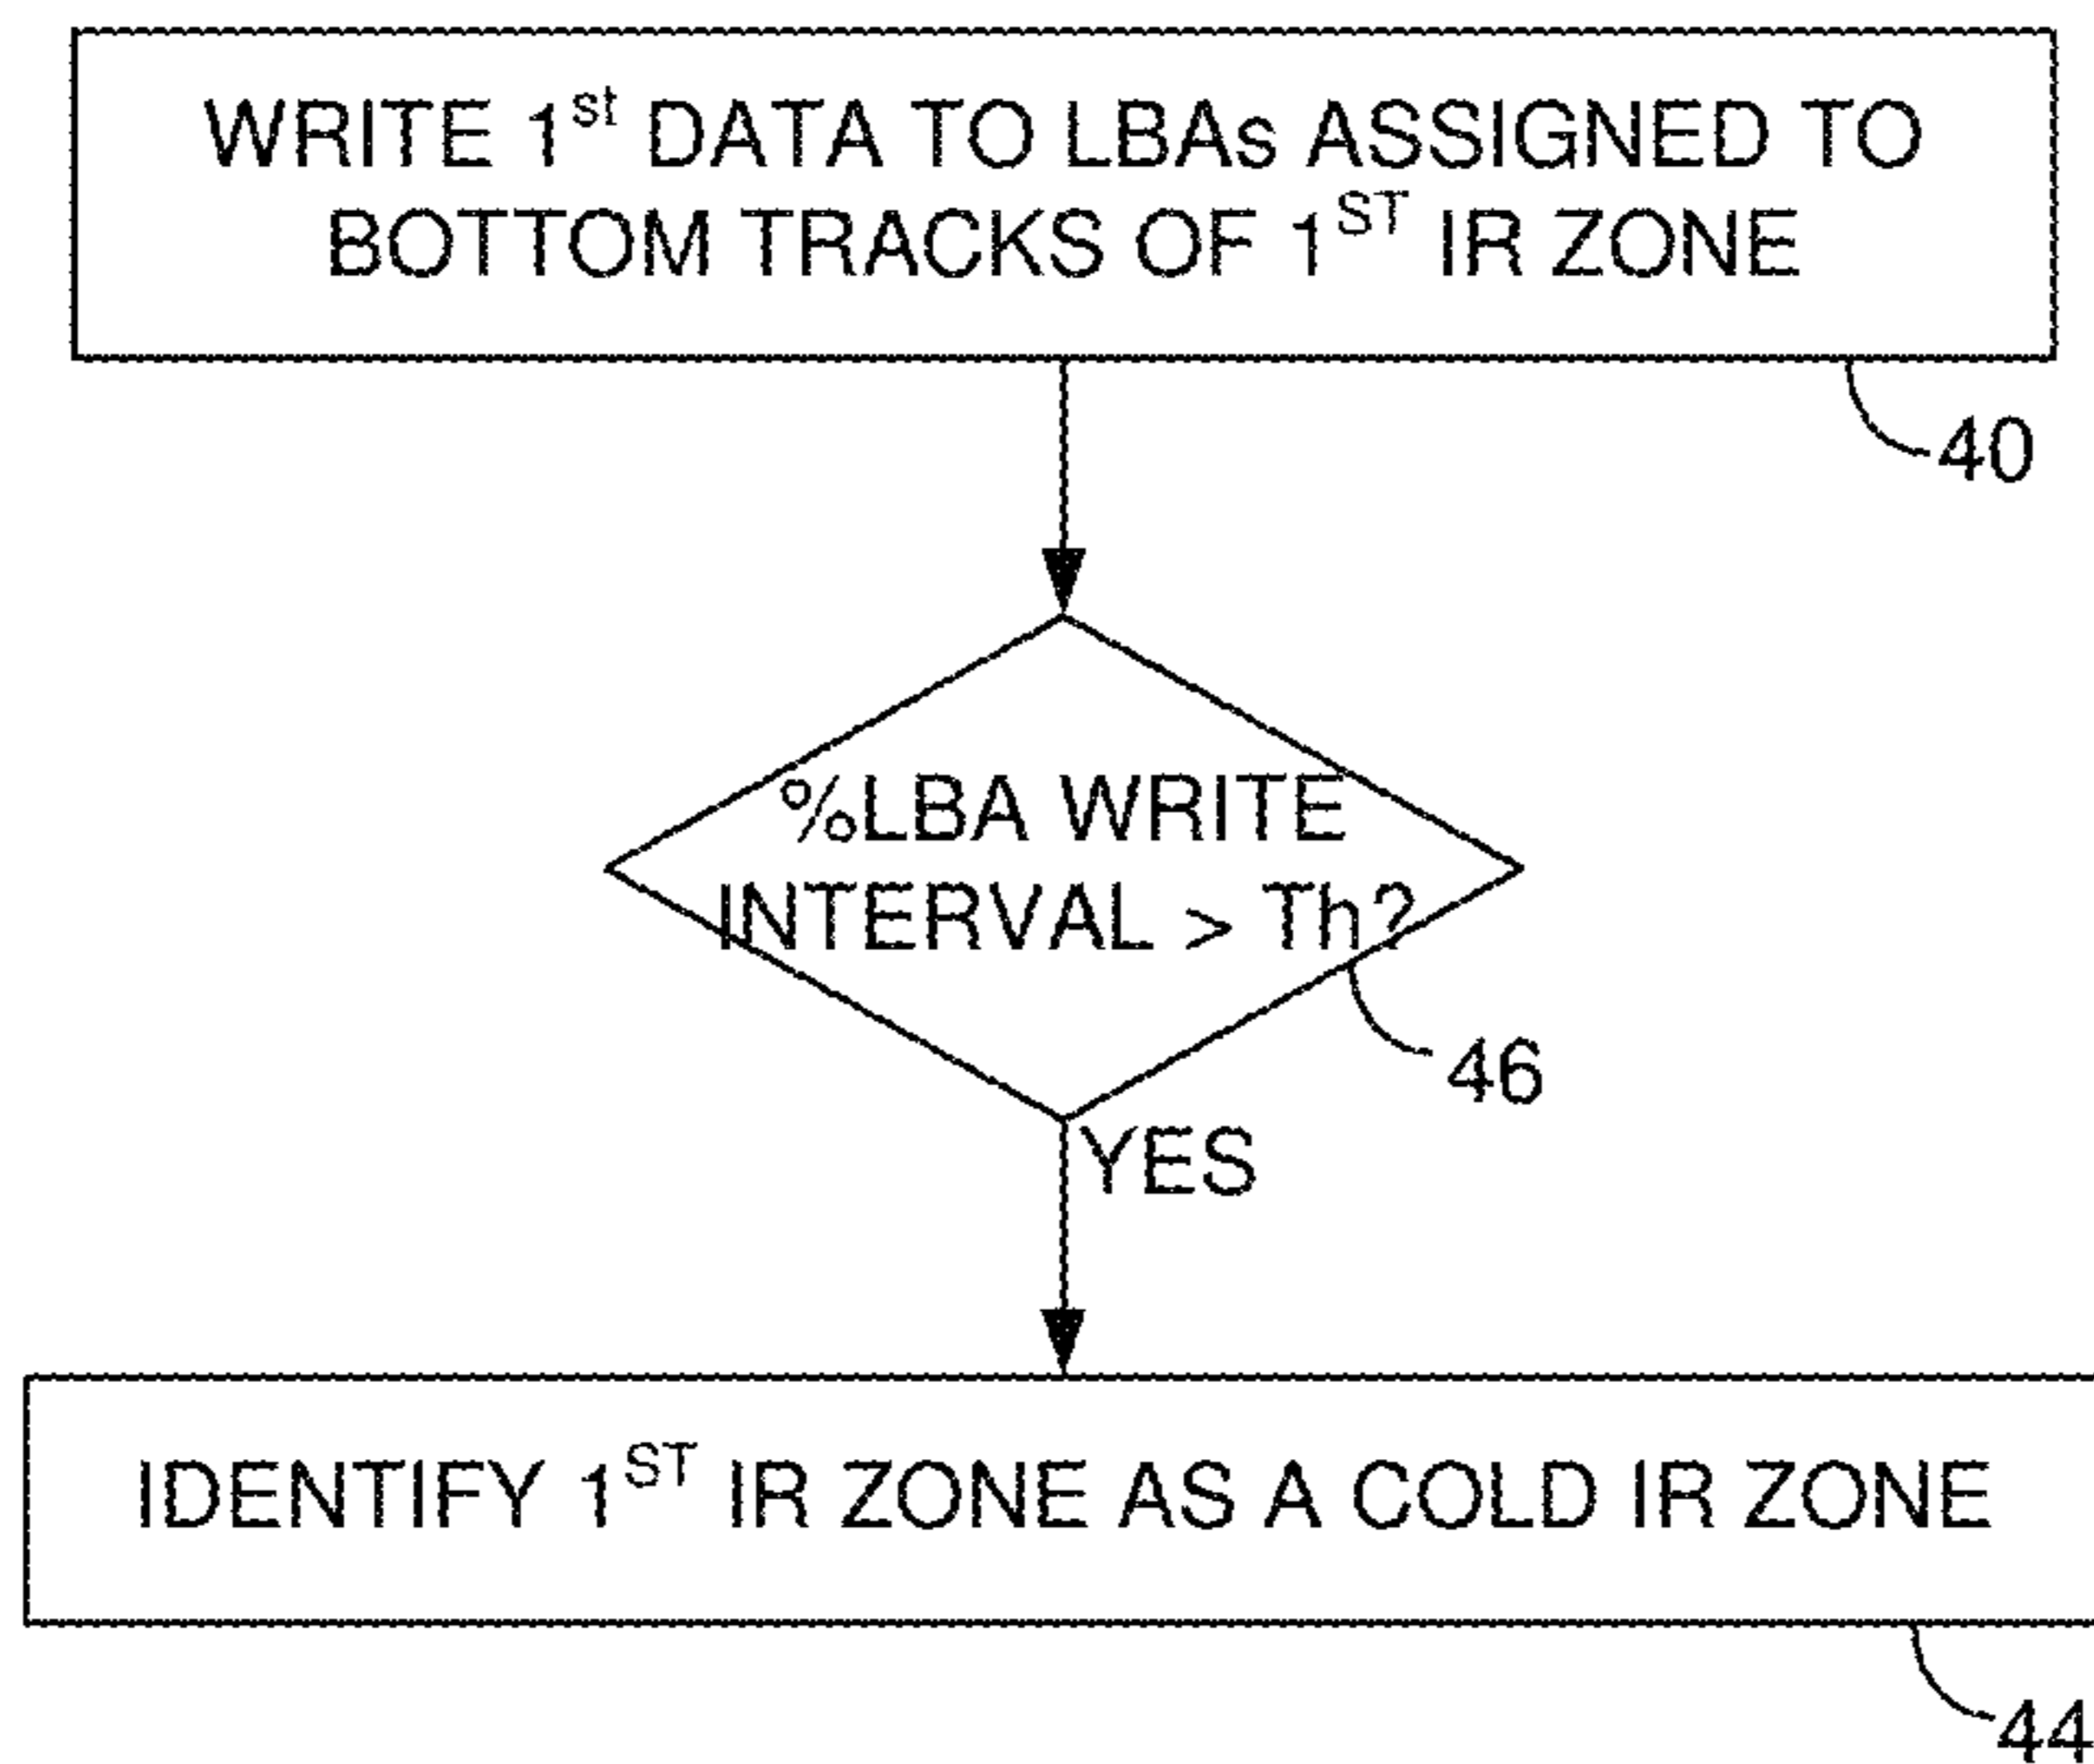 WRITE 1st DATA TO LBAs ASSIGNED TO
BOTTOM TRACKS OF 1ST IR ZONE
40
%LBA WRITE
INTERVAL > Th?
46
YES
IDENTIFY 1ST IR ZONE AS A COLD IR ZONE
44